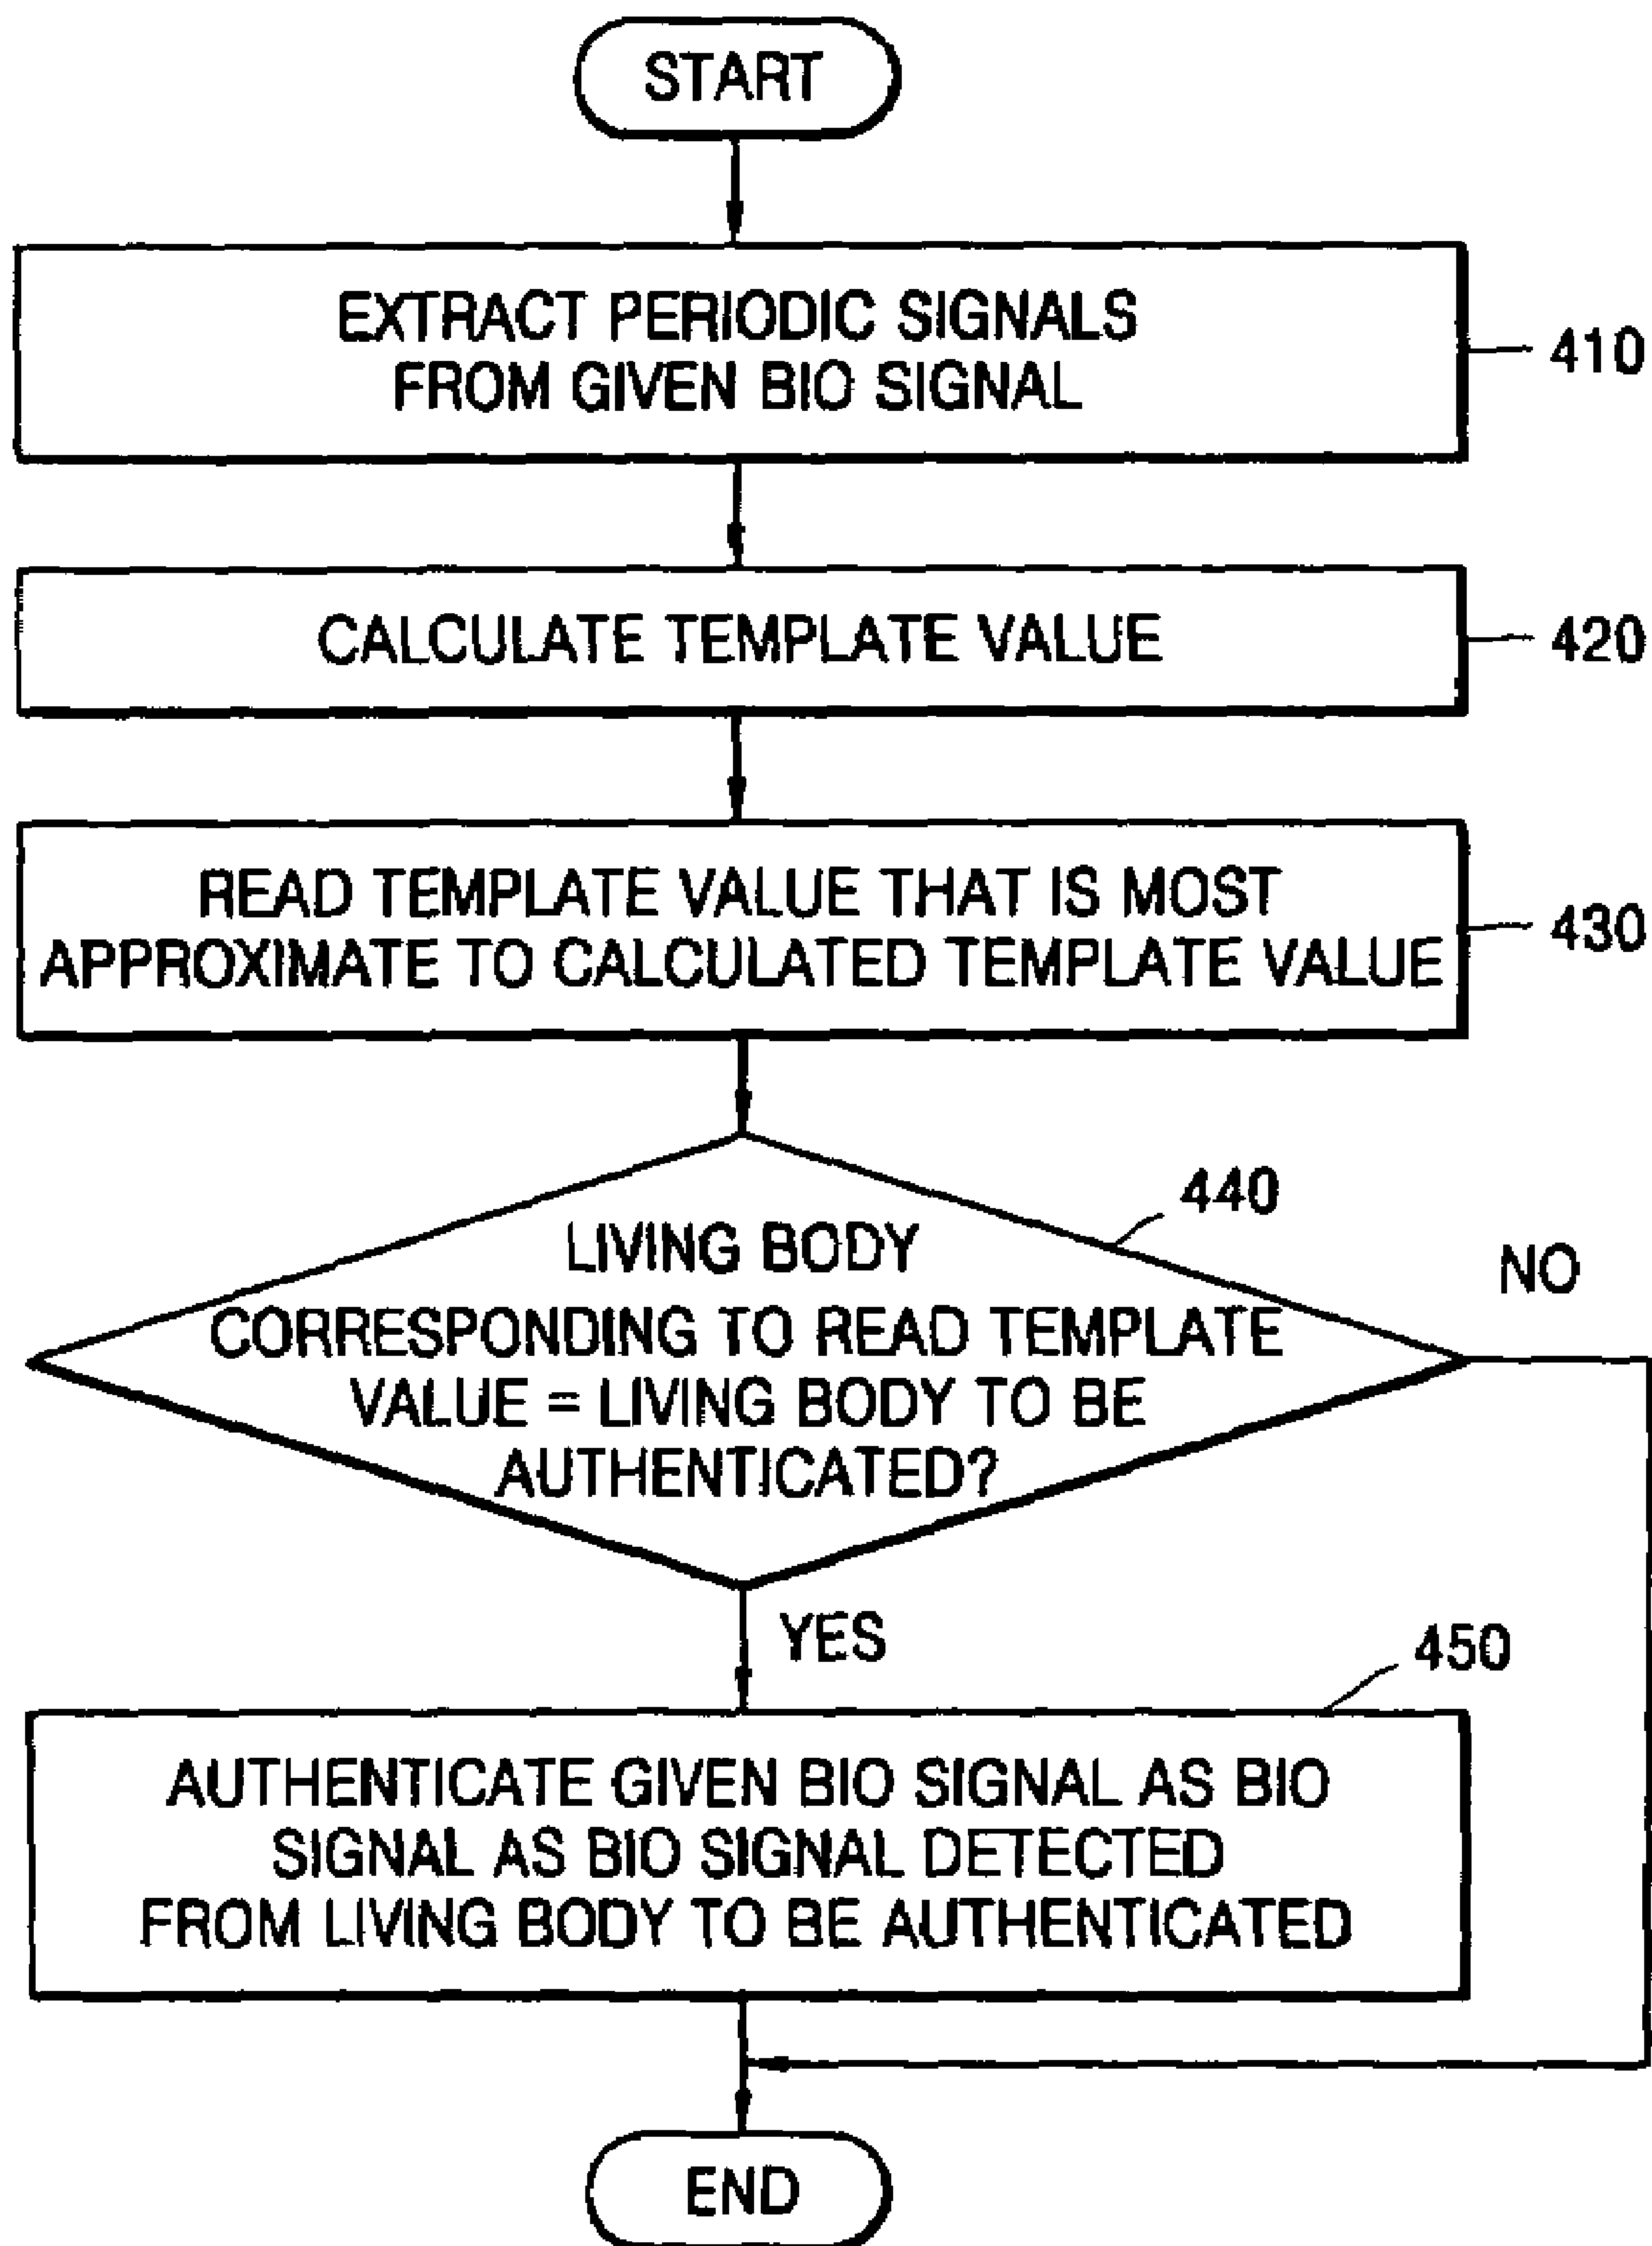 START
EXTRACT PERIODIC SIGNALS
FROM GIVEN BIO SIGNAL
410
CALCULATE TEMPLATE VALUE
420
READ TEMPLATE VALUE THAT IS MOST
APPROXIMATE TO CALCULATED TEMPLATE VALUE
430
440
LIVING BODY
CORRESPONDING TO READ TEMPLATE
VALUE = LIVING BODY TO BE
AUTHENTICATED?
NO
YES
450
AUTHENTICATE GIVEN BIO SIGNAL AS BIO
SIGNAL AS BIO SIGNAL DETECTED
FROM LIVING BODY TO BE AUTHENTICATED
END